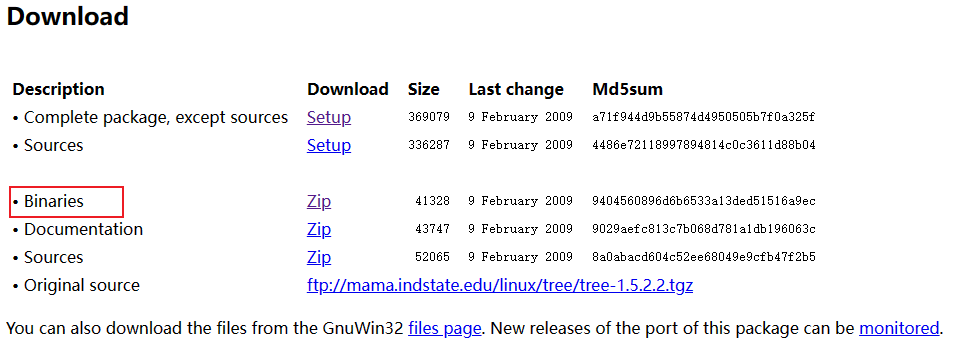 Download
Description Download Size Last change Md5sum
• Complete package, except sources Setup 369079 9 February 2009 a71f944d9b55874d4950505b7f0a325f
• Sources Setup 336287 9 February 2009 4486e72118997894814c0c3611d88b04
• Binaries Zip 41328 9 February 2009 9404560896d6b6533a13ded51516a9ec
• Documentation Zip 43747 9 February 2009 9029aefc813c7b068d781a1db196063c
• Sources Zip 52065 9 February 2009 8a0abacd604c52ee68049e9cfb47f2b5
• Original source ftp://mama.indstate.edu/linux/tree/tree-1.5.2.2.tgz
You can also download the files from the GnuWin32 files page. New releases of the port of this package can be monitored.